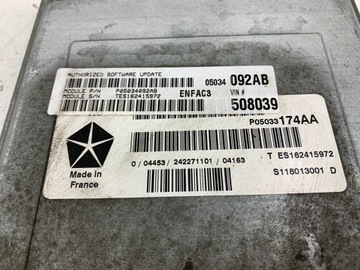 AUTHORIZED SOFTWARE UPDATE
05034 092AB
MODULE P/N P05034092AB
MODULE S/N TES162415972
ENFAC3 VIN #
508039
P05033174AA
Made In
France
0 / 04453 / 242271101 / 04163
T ES162415972
S118013001 D